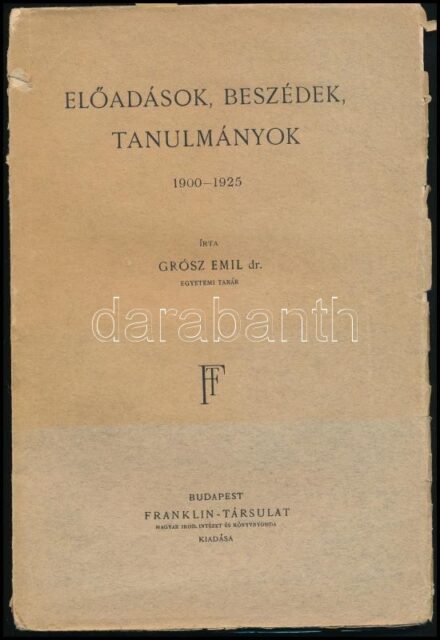 ELŐADÁSOK, BESZÉDEK,
TANULMÁNYOK
1900–1925
ÍRTA
GRÓSZ EMIL dr.
EGYETEMI TANÁR
darabanth
FT
BUDAPEST
FRANKLIN-TÁRSULAT
MAGYAR IROD. INTÉZET ÉS KÖNYVNYOMDA
KIADÁSA